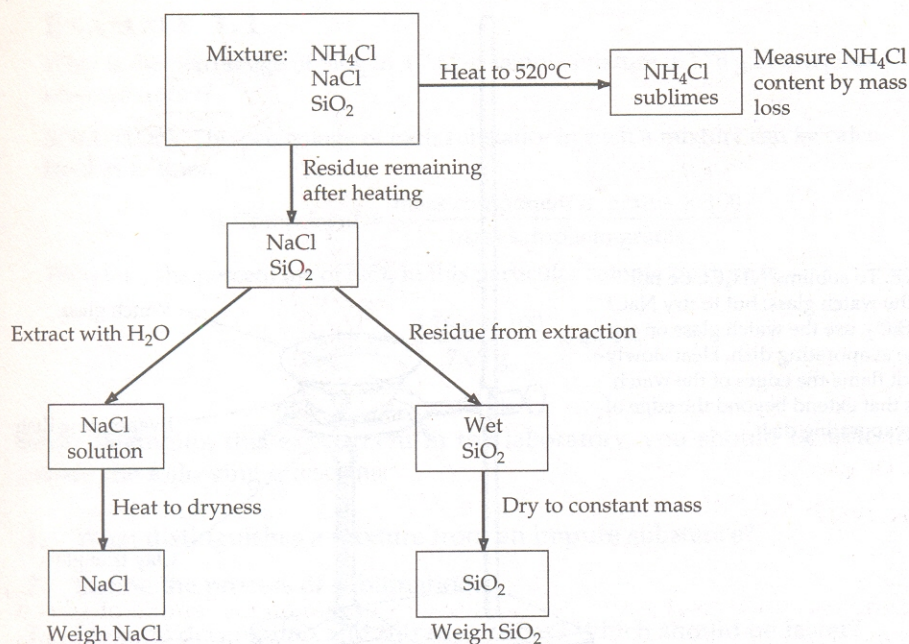 Mixture: NH₄Cl
NaCl
SiO₂
Heat to 520°C
NH₄Cl
sublimes
Measure NH₄Cl
content by mass
loss
Residue remaining
after heating
NaCl
SiO₂
Extract with H₂O
Residue from extraction
NaCl
solution
Wet
SiO₂
Heat to dryness
Dry to constant mass
NaCl
SiO₂
Weigh NaCl
Weigh SiO₂